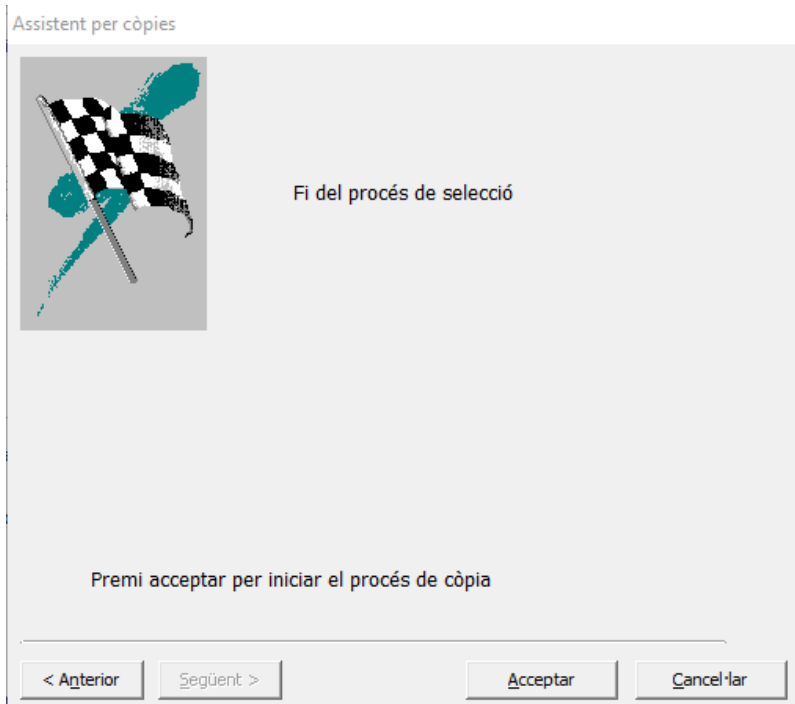 Assistent per còpies
Fi del procés de selecció
Premi acceptar per iniciar el procés de còpia
< Anterior
Següent >
Acceptar
Cancel·lar